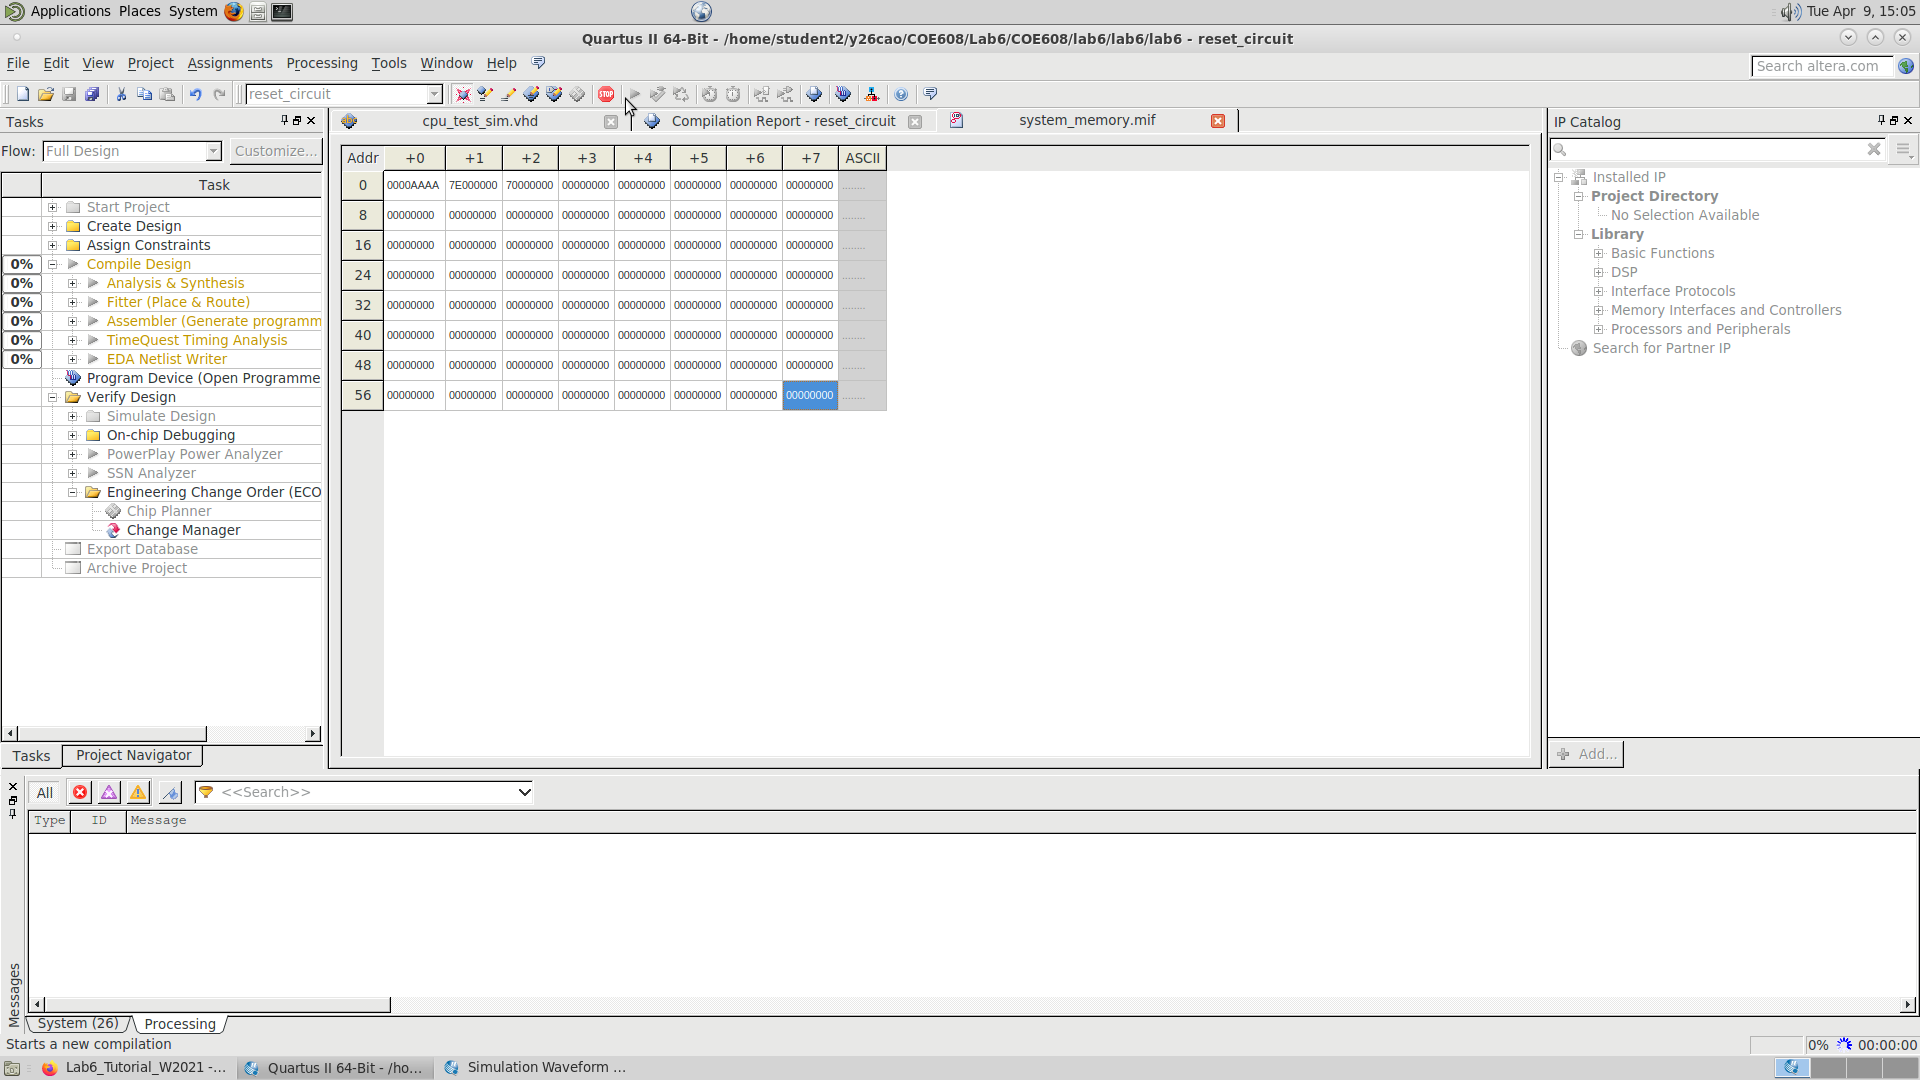 Applications Places System
Tue Apr 9, 15:05
Quartus II 64-Bit - /home/student2/y26cao/COE608/Lab6/COE608/lab6/lab6/lab6 - reset_circuit
File Edit View Project Assignments Processing Tools Window Help
Search altera.com
reset_circuit
STOP
Tasks
cpu_test_sim.vhd
Compilation Report - reset_circuit
system_memory.mif
IP Catalog
Flow: Full Design
Customize...
Task
Start Project
Create Design
Assign Constraints
0% Compile Design
0% Analysis & Synthesis
0% Fitter (Place & Route)
0% Assembler (Generate programm
0% TimeQuest Timing Analysis
0% EDA Netlist Writer
Program Device (Open Programme
Verify Design
Simulate Design
On-chip Debugging
PowerPlay Power Analyzer
SSN Analyzer
Engineering Change Order (ECO
Chip Planner
Change Manager
Export Database
Archive Project
Tasks
Project Navigator
Addr +0 +1 +2 +3 +4 +5 +6 +7 ASCII
0 0000AAAA 7E000000 70000000 00000000 00000000 00000000 00000000 00000000 ........
8 00000000 00000000 00000000 00000000 00000000 00000000 00000000 00000000 ........
16 00000000 00000000 00000000 00000000 00000000 00000000 00000000 00000000 ........
24 00000000 00000000 00000000 00000000 00000000 00000000 00000000 00000000 ........
32 00000000 00000000 00000000 00000000 00000000 00000000 00000000 00000000 ........
40 00000000 00000000 00000000 00000000 00000000 00000000 00000000 00000000 ........
48 00000000 00000000 00000000 00000000 00000000 00000000 00000000 00000000 ........
56 00000000 00000000 00000000 00000000 00000000 00000000 00000000 00000000 ........
Installed IP
Project Directory
No Selection Available
Library
Basic Functions
DSP
Interface Protocols
Memory Interfaces and Controllers
Processors and Peripherals
Search for Partner IP
Add...
All
<<Search>>
Type ID Message
Messages
System (26)
Processing
Starts a new compilation
0% 00:00:00
Lab6_Tutorial_W2021 -...
Quartus II 64-Bit - /ho...
Simulation Waveform ...